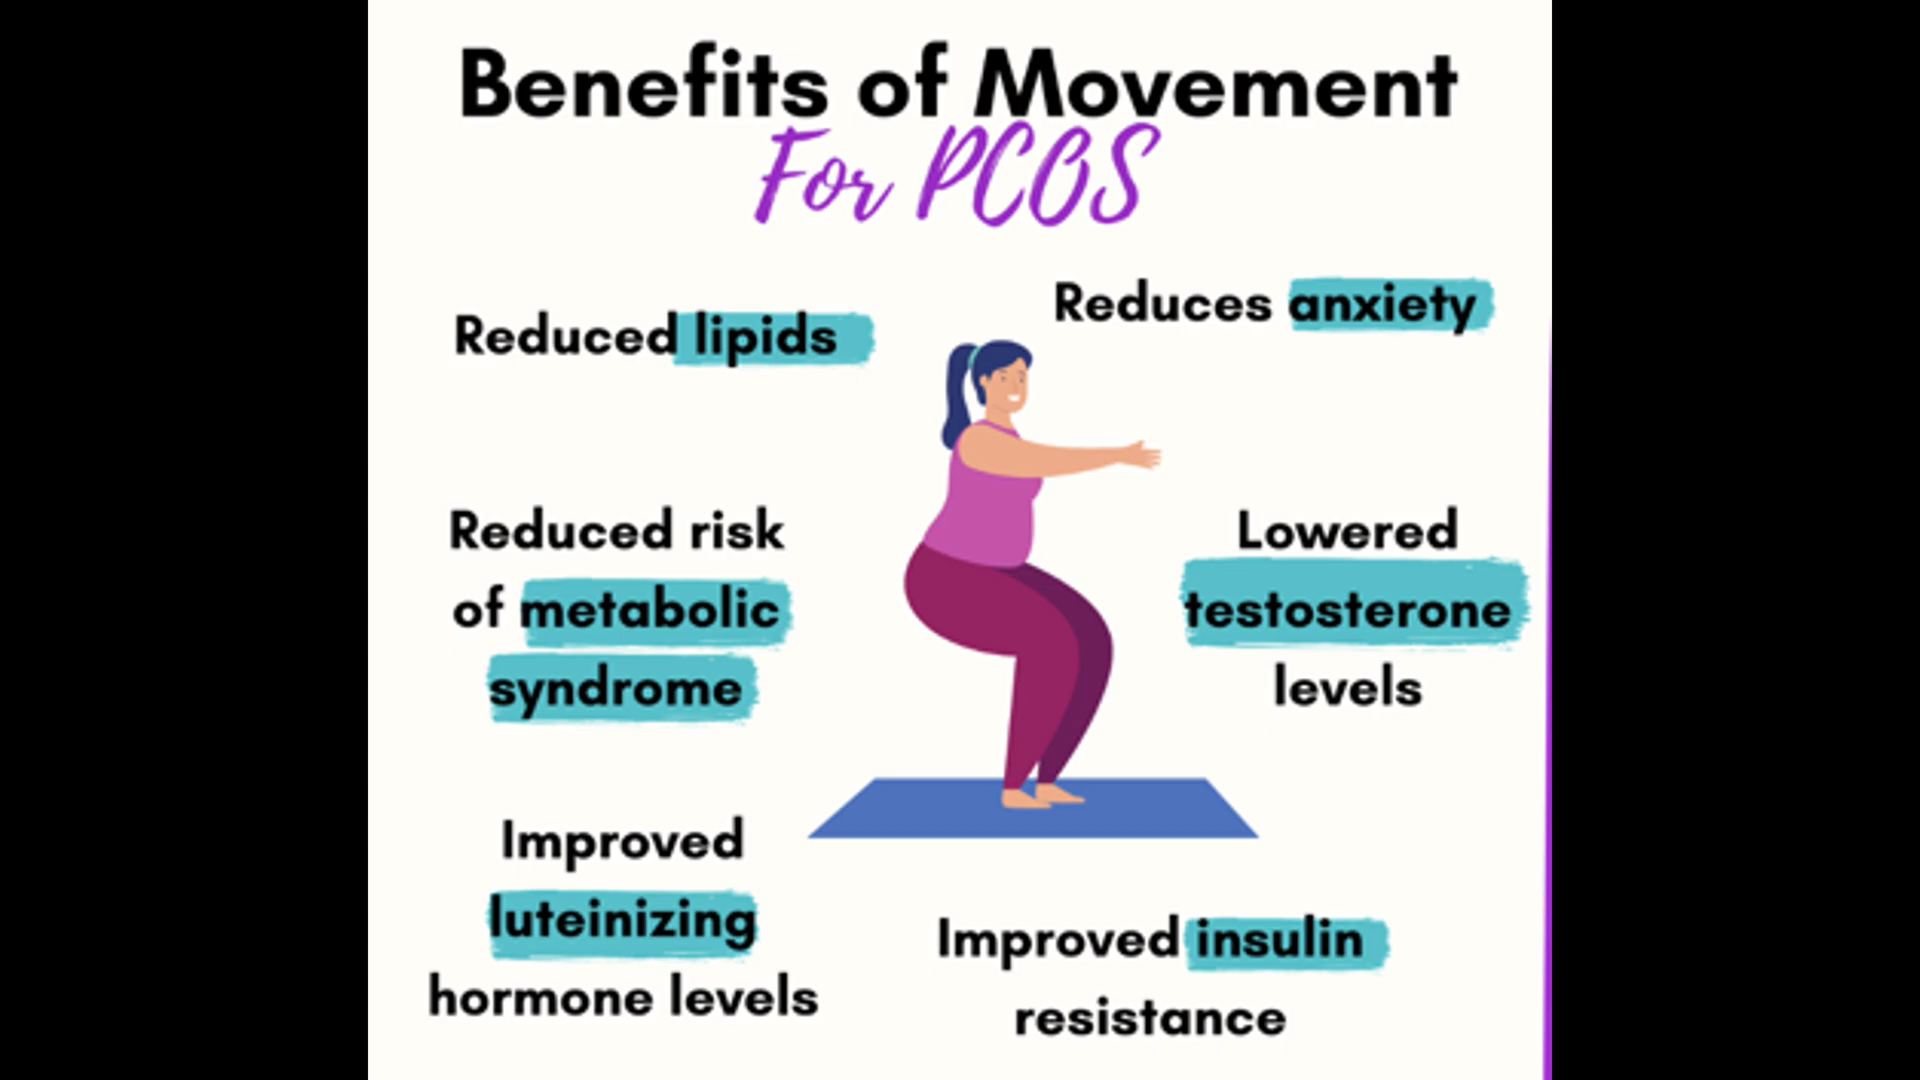 Benefits of Movement
For PCOS
Reduced lipids
Reduces anxiety
Reduced risk
of metabolic
syndrome
Lowered
testosterone
levels
Improved
luteinizing
hormone levels
Improved insulin
resistance